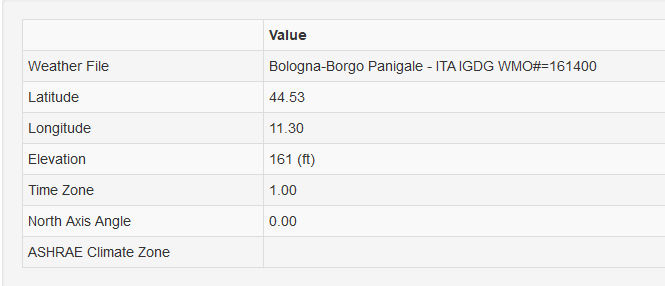 Value
Weather File Bologna-Borgo Panigale - ITA IGDG WMO#=161400
Latitude 44.53
Longitude 11.30
Elevation 161 (ft)
Time Zone 1.00
North Axis Angle 0.00
ASHRAE Climate Zone